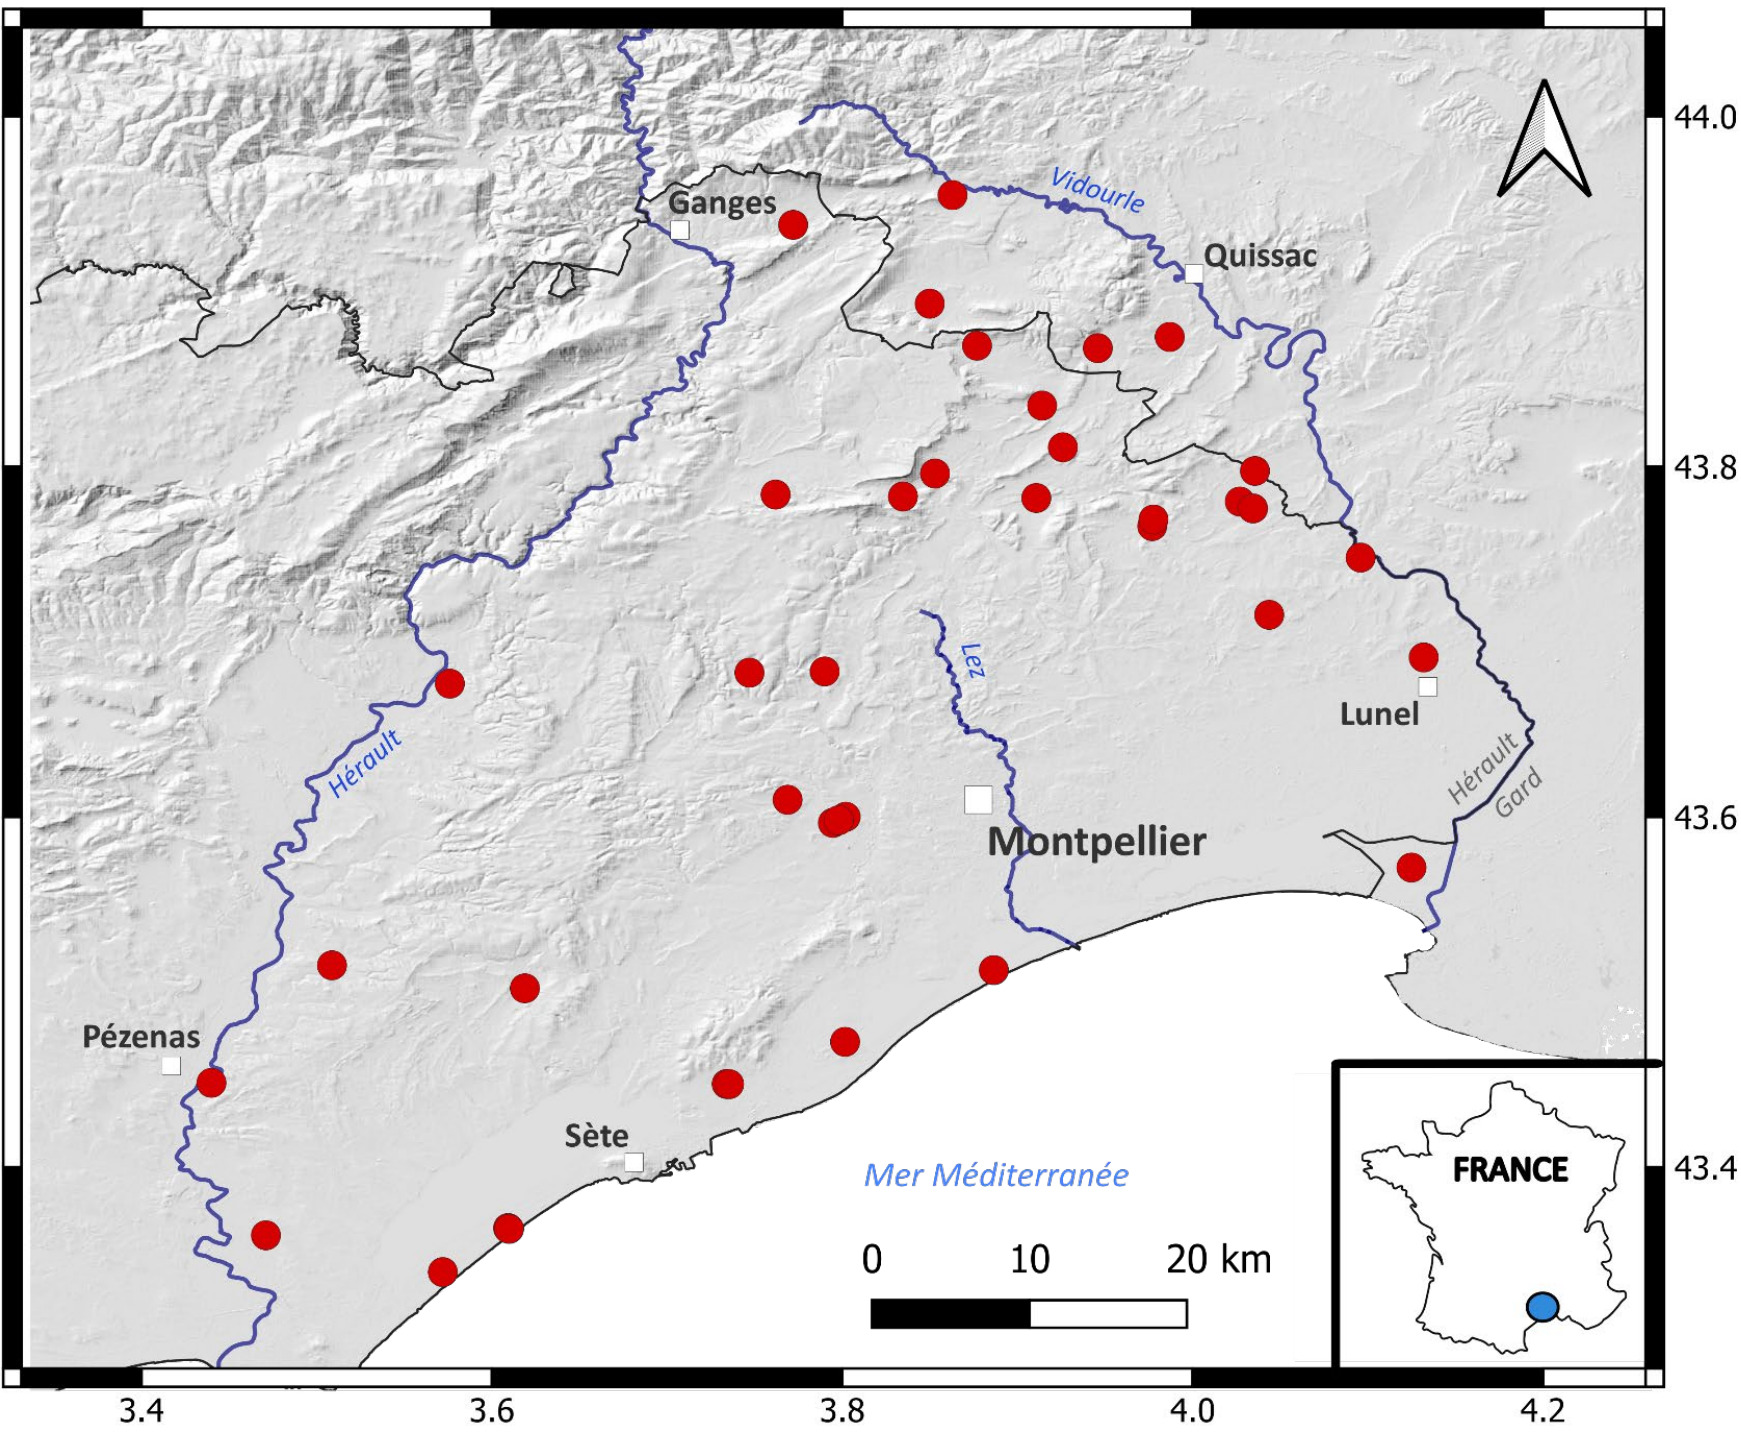 44.0
Vidourle
Ganges
Quissac
43.8
Lez
Lunel
Hérault
Hérault
Gard
43.6
Montpellier
Pézenas
Sète
Mer Méditerranée
FRANCE
43.4
0 10 20 km
3.4 3.6 3.8 4.0 4.2